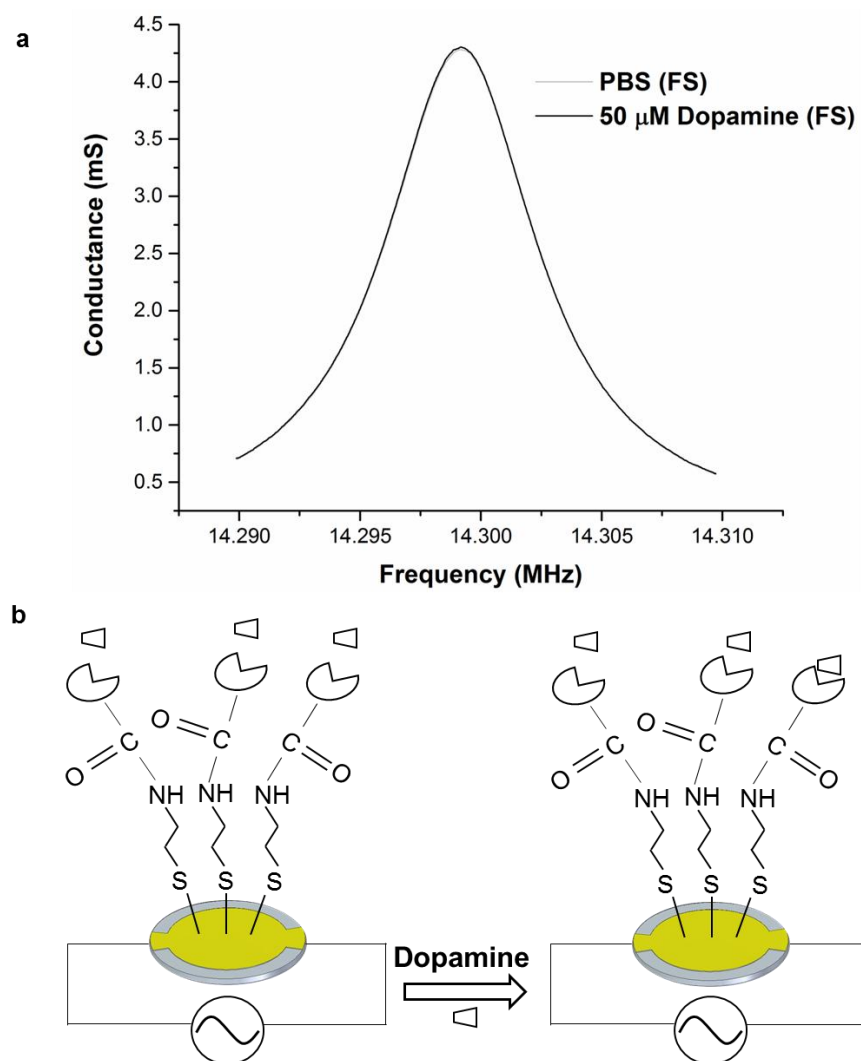 a
4.5
4.0
3.5
3.0
2.5
2.0
1.5
1.0
0.5
Conductance (mS)
PBS (FS)
50 μM Dopamine (FS)
14.290 14.295 14.300 14.305 14.310
Frequency (MHz)
b
O C O C C O
NH NH NH
S S S
O C O C C O
NH NH NH
S S S
Dopamine